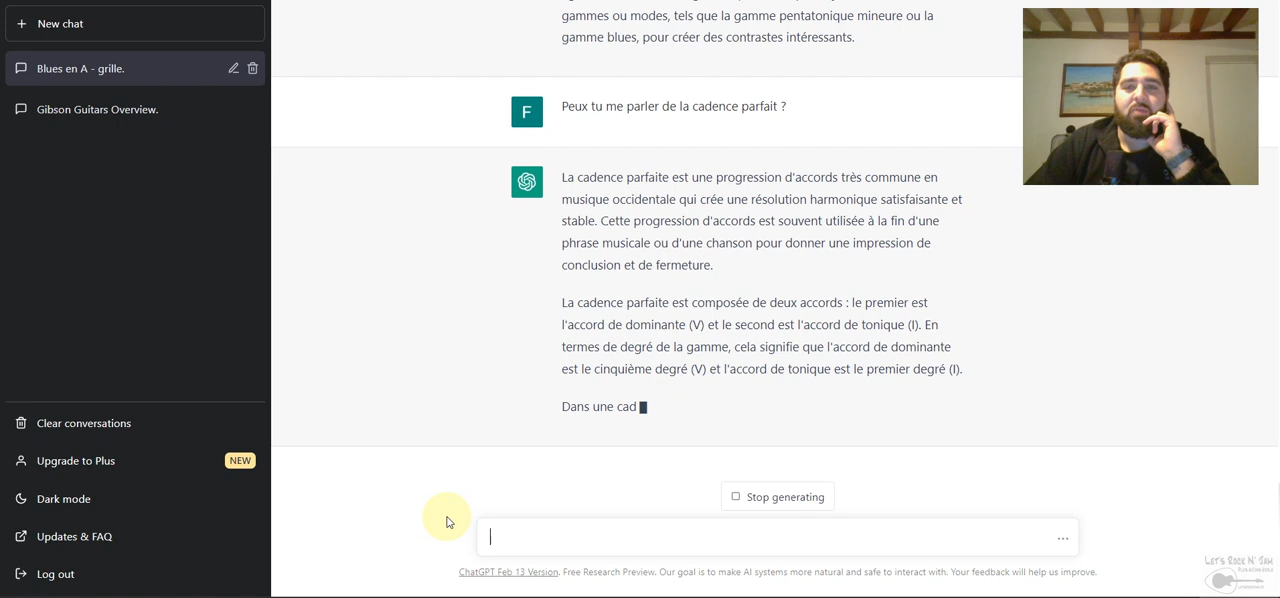 New chat
Blues en A - grille.
Gibson Guitars Overview.
Clear conversations
Upgrade to Plus
NEW
Dark mode
Updates & FAQ
Log out
gammes ou modes, tels que la gamme pentatonique mineure ou la
gamme blues, pour créer des contrastes intéressants.
F
Peux tu me parler de la cadence parfait ?
La cadence parfaite est une progression d'accords très commune en
musique occidentale qui crée une résolution harmonique satisfaisante et
stable. Cette progression d'accords est souvent utilisée à la fin d'une
phrase musicale ou d'une chanson pour donner une impression de
conclusion et de fermeture.
La cadence parfaite est composée de deux accords : le premier est
l'accord de dominante (V) et le second est l'accord de tonique (I). En
termes de degré de la gamme, cela signifie que l'accord de dominante
est le cinquième degré (V) et l'accord de tonique est le premier degré (I).
Dans une cad
Stop generating
ChatGPT Feb 13 Version. Free Research Preview. Our goal is to make AI systems more natural and safe to interact with. Your feedback will help us improve.
Let's Rock N' Jam